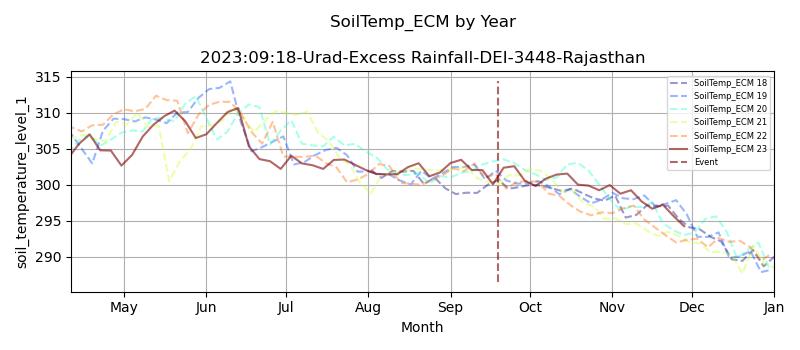 SoilTemp_ECM by Year
2023:09:18-Urad-Excess Rainfall-DEI-3448-Rajasthan
soil_temperature_level_1
315
310
305
300
295
290
SoilTemp_ECM 18
SoilTemp_ECM 19
SoilTemp_ECM 20
SoilTemp_ECM 21
SoilTemp_ECM 22
SoilTemp_ECM 23
Event
May Jun Jul Aug Sep Oct Nov Dec Jan
Month